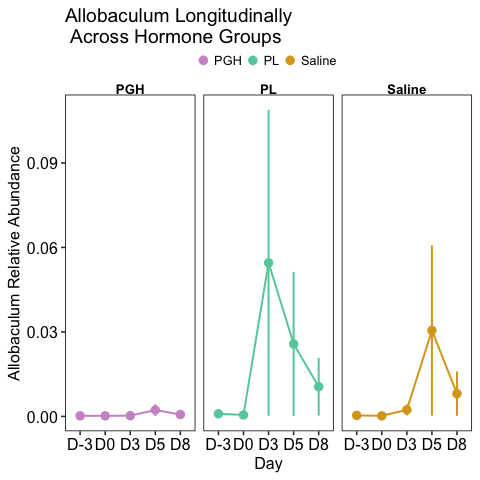 Allobaculum Longitudinally
Across Hormone Groups
PGH PL Saline
PGH PL Saline
Allobaculum Relative Abundance
0.09
0.06
0.03
0.00
D-3 D0 D3 D5 D8 D-3 D0 D3 D5 D8 D-3 D0 D3 D5 D8
Day